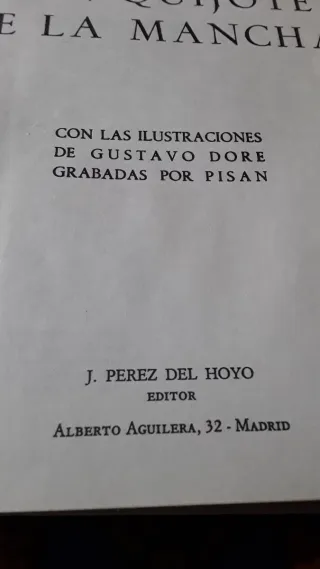 QUIJOTE
E LA MANCHA
CON LAS ILUSTRACIONES
DE GUSTAVO DORE
GRABADAS POR PISAN
J. PEREZ DEL HOYO
EDITOR
ALBERTO AGUILERA, 32 - MADRID